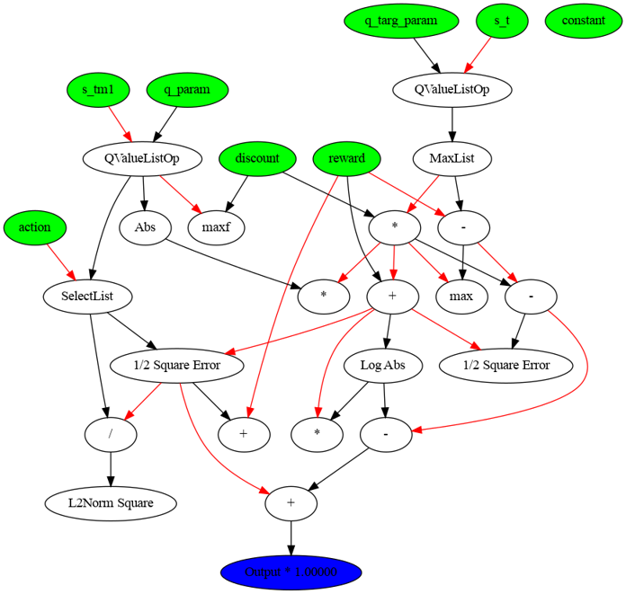 q_targ_param
s_t
constant
s_tm1
q_param
QValueListOp
QValueListOp
discount
reward
MaxList
action
Abs
maxf
*
-
SelectList
*
+
max
-
1/2 Square Error
Log Abs
1/2 Square Error
/
+
*
-
L2Norm Square
+
Output * 1.00000